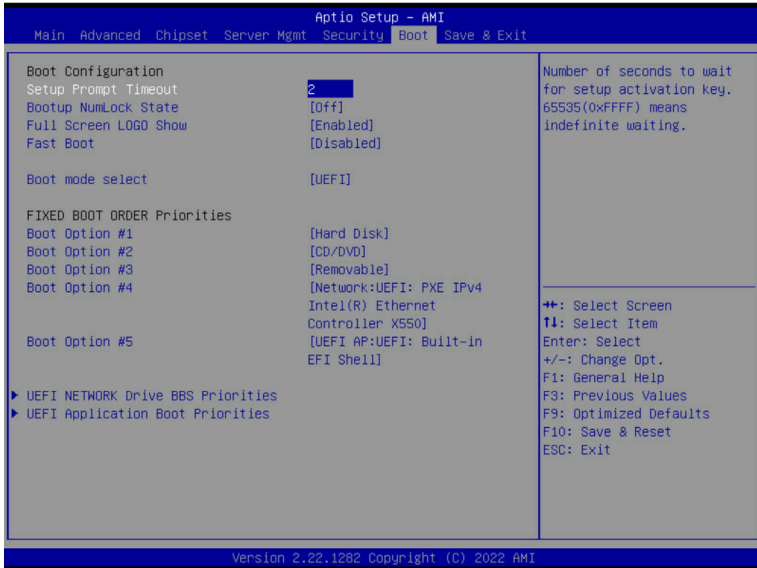 Aptio Setup - AMI
Main Advanced Chipset Server Mgmt Security Boot Save & Exit
Boot Configuration
Setup Prompt Timeout 2
Bootup NumLock State [Off]
Full Screen LOGO Show [Enabled]
Fast Boot [Disabled]
Boot mode select [UEFI]
FIXED BOOT ORDER Priorities
Boot Option #1 [Hard Disk]
Boot Option #2 [CD/DVD]
Boot Option #3 [Removable]
Boot Option #4 [Network:UEFI: PXE IPv4
Intel(R) Ethernet
Controller X550]
Boot Option #5 [UEFI AP:UEFI: Built-in
EFI Shell]
▶ UEFI NETWORK Drive BBS Priorities
▶ UEFI Application Boot Priorities
Number of seconds to wait
for setup activation key.
65535(0xFFFF) means
indefinite waiting.
→←: Select Screen
↑↓: Select Item
Enter: Select
+/-: Change Opt.
F1: General Help
F3: Previous Values
F9: Optimized Defaults
F10: Save & Reset
ESC: Exit
Version 2.22.1282 Copyright (C) 2022 AMI